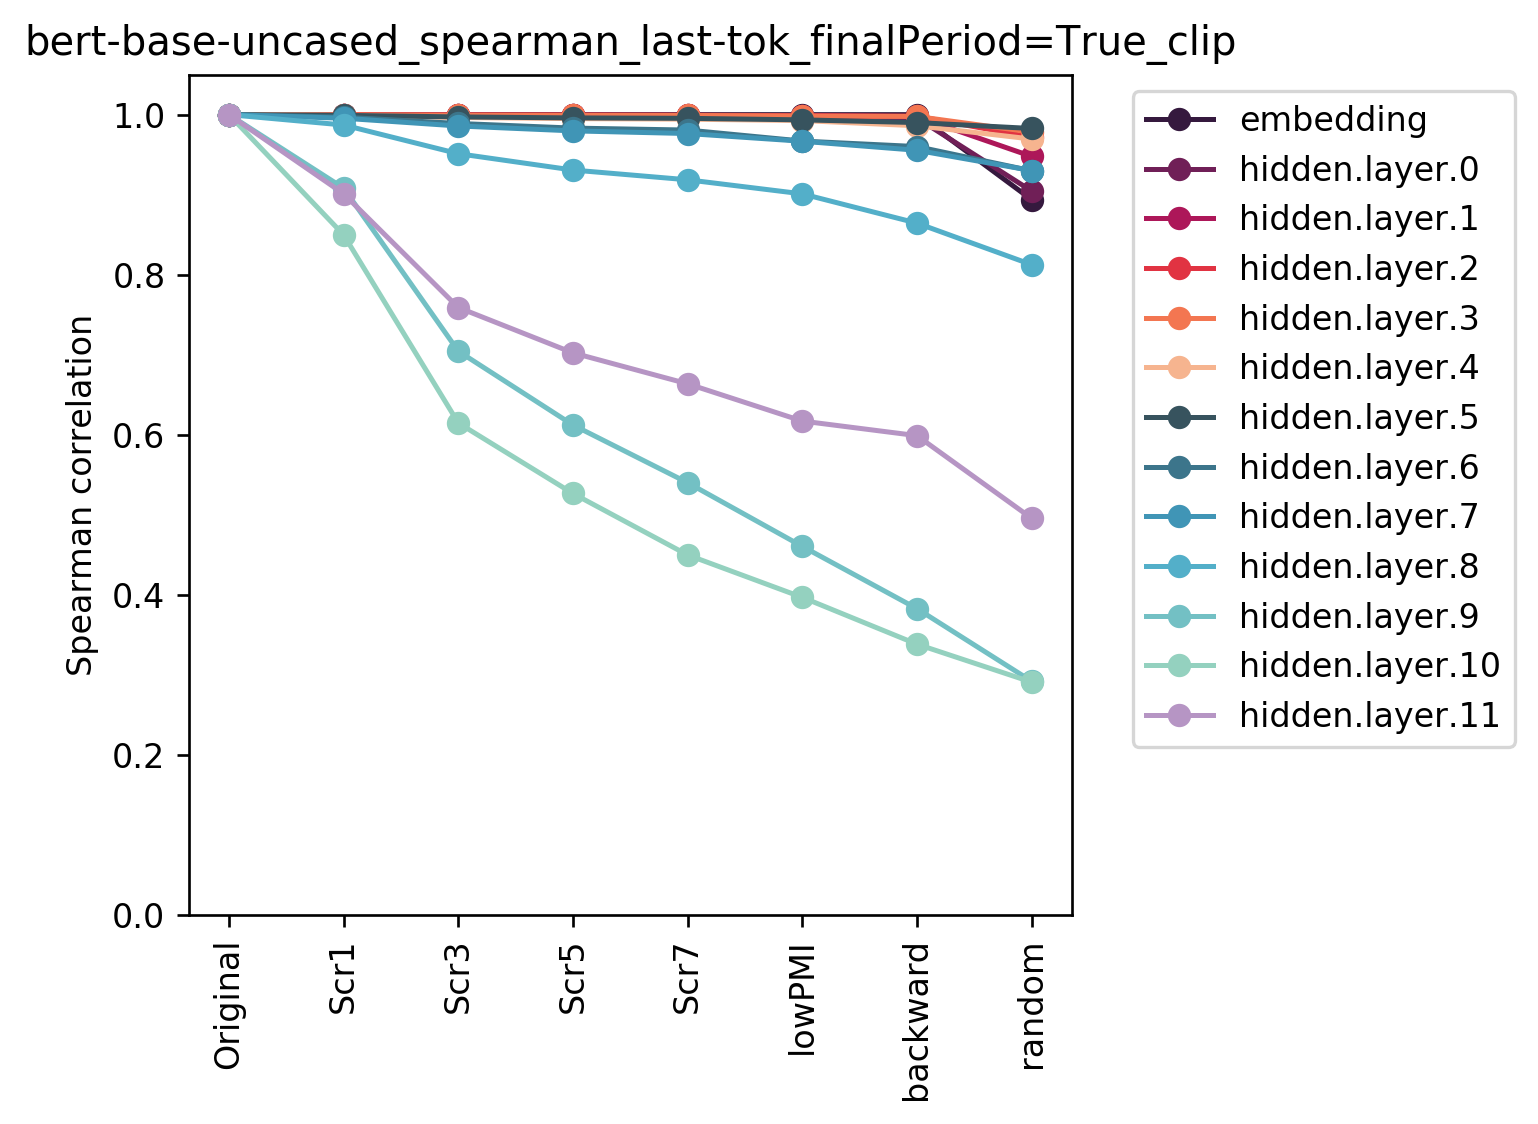 bert-base-uncased_spearman_last-tok_finalPeriod=True_clip
Spearman correlation
1.0
0.8
0.6
0.4
0.2
0.0
Original
Scr1
Scr3
Scr5
Scr7
lowPMI
backward
random
embedding
hidden.layer.0
hidden.layer.1
hidden.layer.2
hidden.layer.3
hidden.layer.4
hidden.layer.5
hidden.layer.6
hidden.layer.7
hidden.layer.8
hidden.layer.9
hidden.layer.10
hidden.layer.11